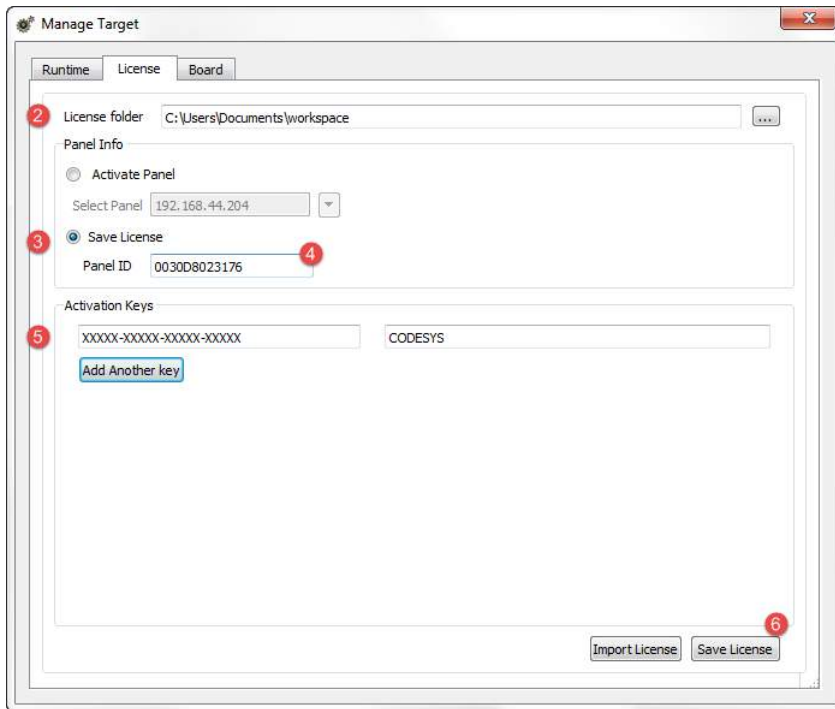 Manage Target
Runtime License Board
2 License folder C:\Users\Documents\workspace ...
Panel Info
Activate Panel
Select Panel 192.168.44.204
3 Save License
4
Panel ID 0030D8023176
Activation Keys
5 XXXXX-XXXXX-XXXXX-XXXXX CODESYS
Add Another key
6
Import License Save License